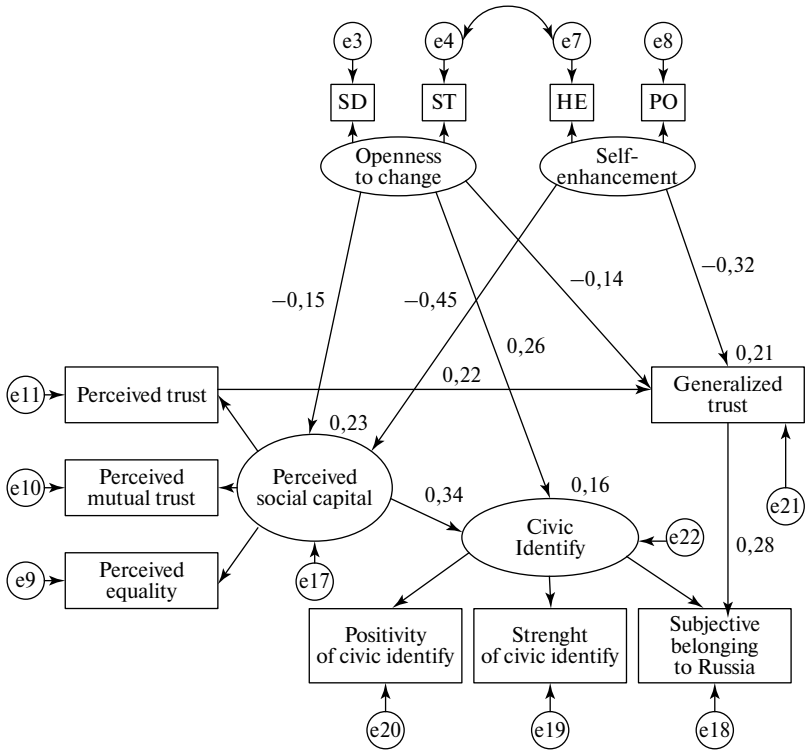 e3
e4
e7
e8
SD
ST
HE
PO
Openness
to change
Self-
enhancement
−0,15
−0,45
−0,14
−0,32
0,26
0,21
e11
Perceived trust
0,22
Generalized
trust
0,23
e10
Perceived
mutual trust
Perceived
social capital
0,34
0,16
e21
Civic
Identify
e22
0,28
e9
Perceived
equality
e17
Positivity
of civic identify
Strenght
of civic identify
Subjective
belonging
to Russia
e20
e19
e18